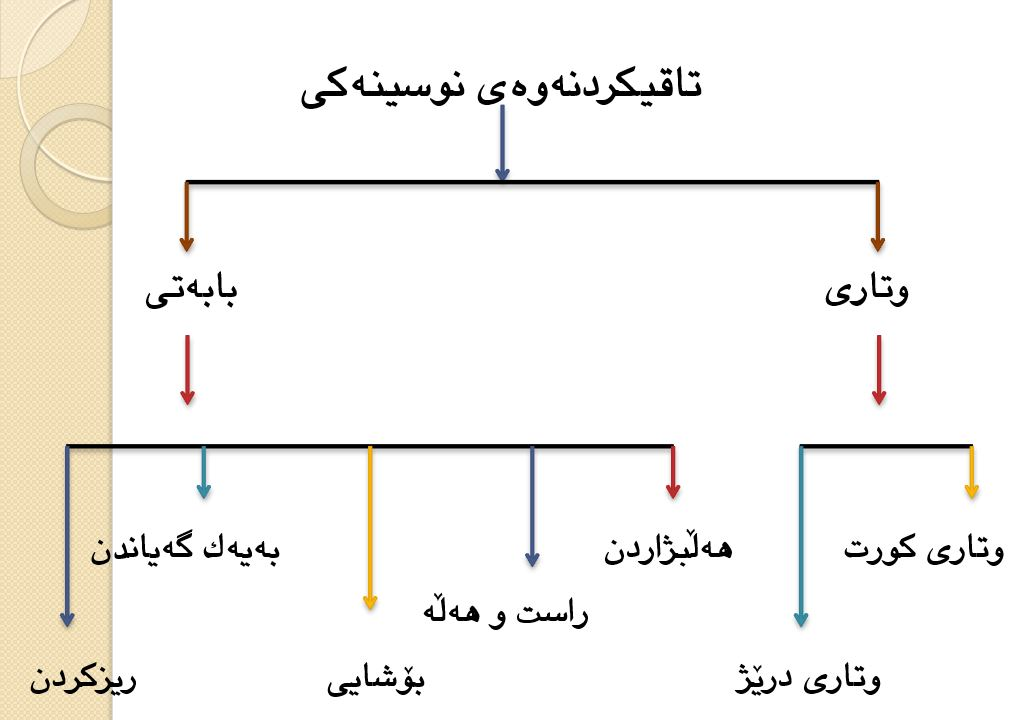 تاقیکردنەوەی نوسینەکی
وتاری
بابەتی
وتاری کورت
هەڵبژاردن
بەیەك گەیاندن
راست و هەڵە
وتاری درێژ
بۆشایی
ریزکردن